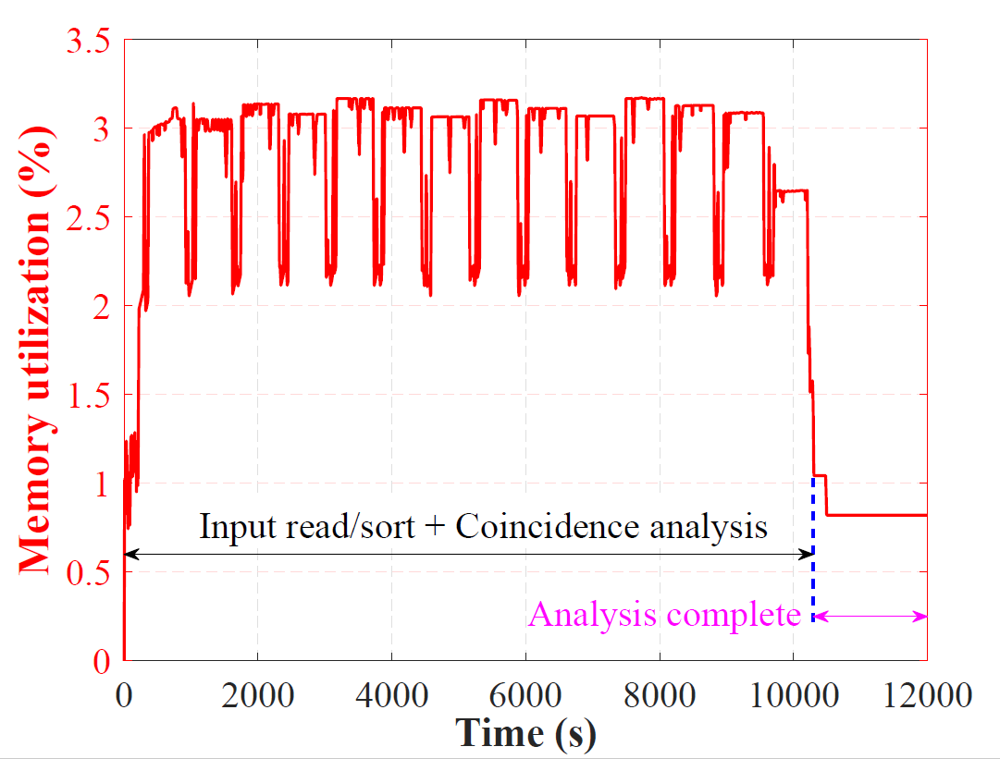 3.5
3
2.5
2
1.5
1
0.5
0
Memory utilization (%)
Input read/sort + Coincidence analysis
Analysis complete
0 2000 4000 6000 8000 10000 12000
Time (s)